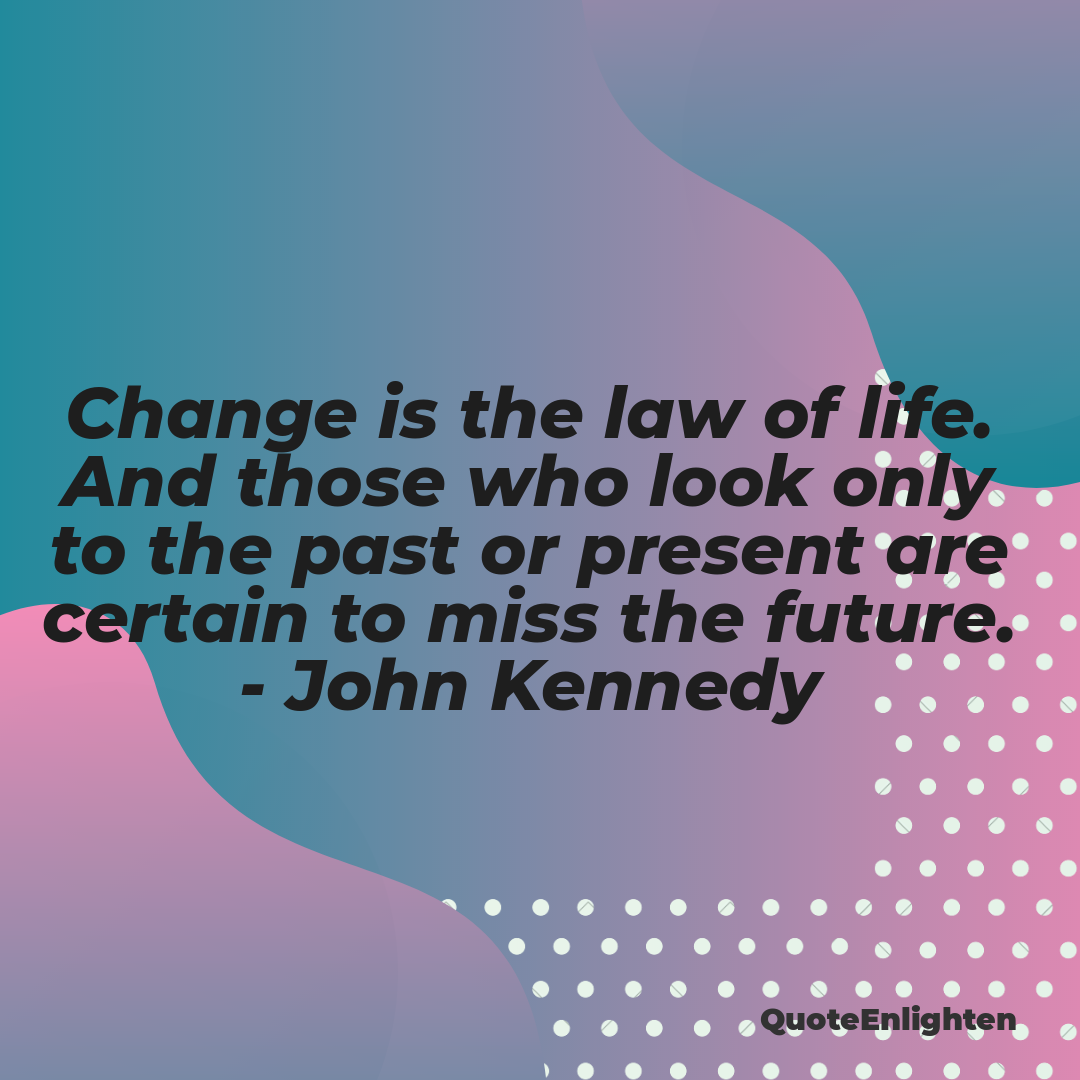 Change is the law of life.
And those who look only
to the past or present are
certain to miss the future.
- John Kennedy
QuoteEnlighten